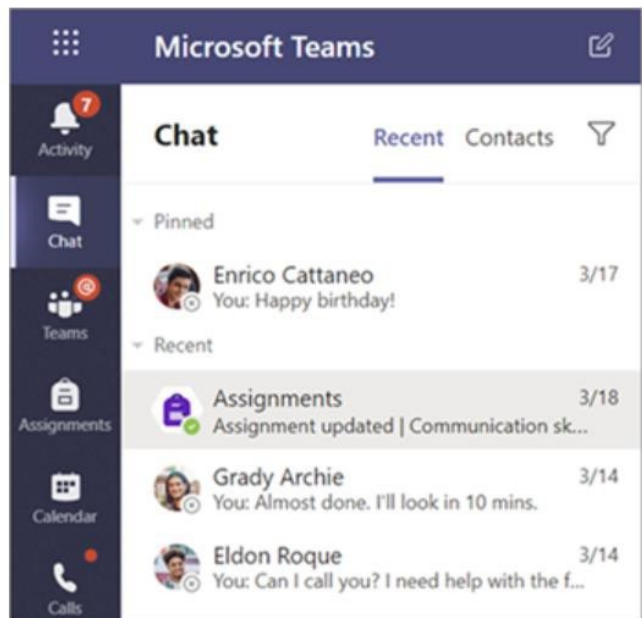 Microsoft Teams
7
Activity
Chat
Recent
Contacts
Chat
Pinned
Enrico Cattaneo
3/17
You: Happy birthday!
@
Teams
Recent
Assignments
Assignments
3/18
Assignment updated | Communication sk...
Grady Archie
3/14
You: Almost done. I'll look in 10 mins.
Calendar
Eldon Roque
3/14
You: Can I call you? I need help with the f...
Calls